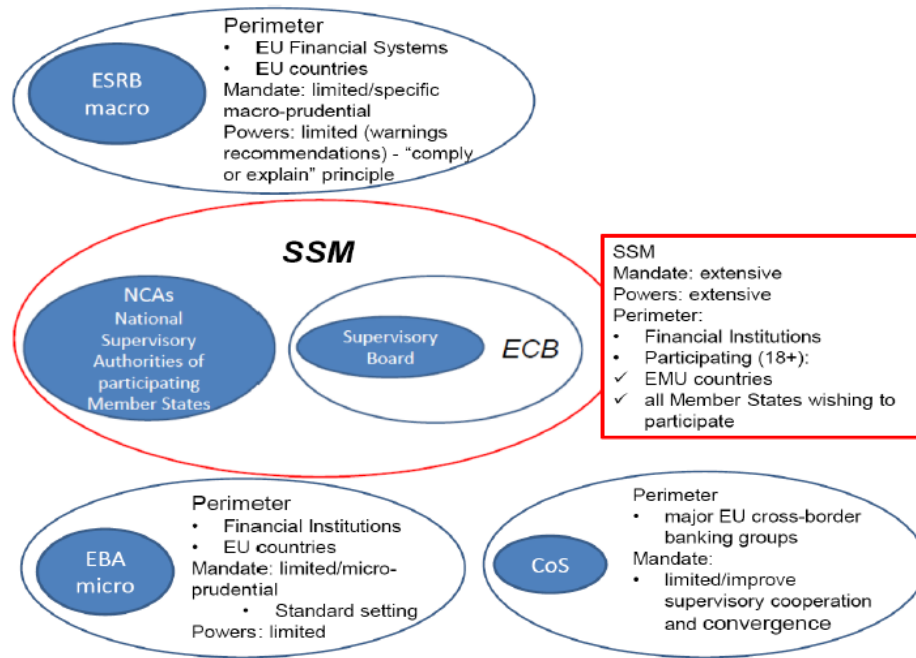 ESRB
macro
Perimeter
• EU Financial Systems
• EU countries
Mandate: limited/specific
macro-prudential
Powers: limited (warnings
recommendations) - “comply
or explain” principle
SSM
NCAs
National
Supervisory
Authorities of
participating
Member States
Supervisory
Board
ECB
SSM
Mandate: extensive
Powers: extensive
Perimeter:
• Financial Institutions
• Participating (18+):
✓ EMU countries
✓ all Member States wishing to
participate
EBA
micro
Perimeter
• Financial Institutions
• EU countries
Mandate: limited/micro-
prudential
• Standard setting
Powers: limited
CoS
Perimeter
• major EU cross-border
banking groups
Mandate:
• limited/improve
supervisory cooperation
and convergence